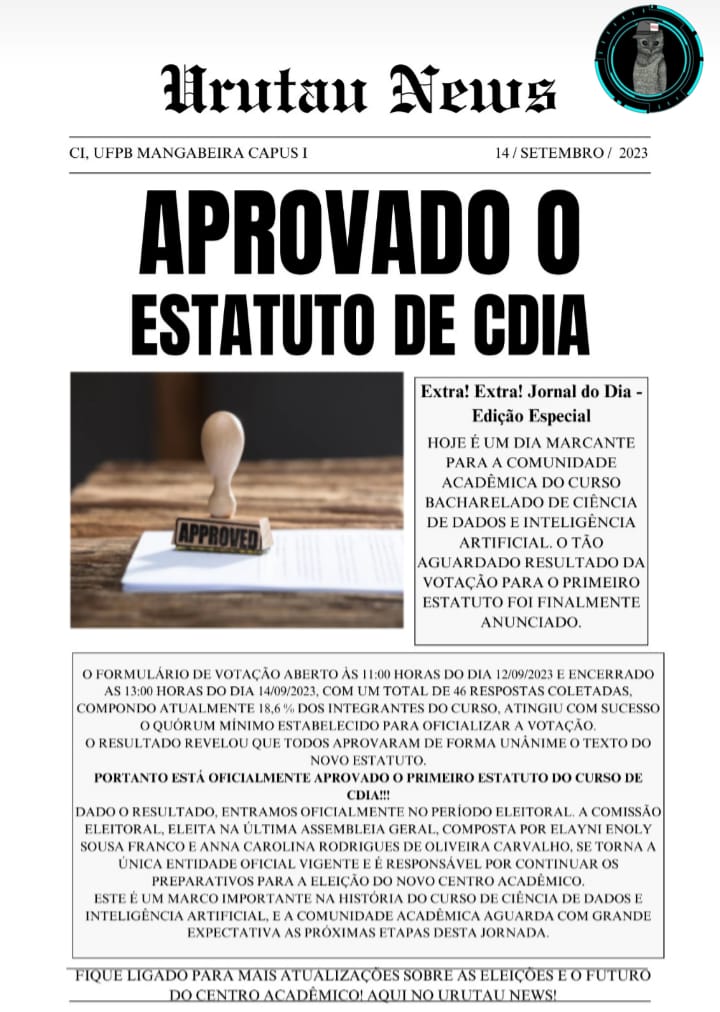 Urutau News
CI, UFPB MANGABEIRA CAPUS I
14 / SETEMBRO / 2023
APROVADO O
ESTATUTO DE CDIA
APPROVED
Extra! Extra! Jornal do Dia -
Edição Especial
HOJE É UM DIA MARCANTE
PARA A COMUNIDADE
ACADÊMICA DO CURSO
BACHARELADO DE CIÊNCIA
DE DADOS E INTELIGÊNCIA
ARTIFICIAL. O TÃO
AGUARDADO RESULTADO DA
VOTAÇÃO PARA O PRIMEIRO
ESTATUTO FOI FINALMENTE
ANUNCIADO.
O FORMULÁRIO DE VOTAÇÃO ABERTO ÀS 11:00 HORAS DO DIA 12/09/2023 E ENCERRADO
AS 13:00 HORAS DO DIA 14/09/2023, COM UM TOTAL DE 46 RESPOSTAS COLETADAS,
COMPONDO ATUALMENTE 18,6 % DOS INTEGRANTES DO CURSO, ATINGIU COM SUCESSO
O QUÓRUM MÍNIMO ESTABELECIDO PARA OFICIALIZAR A VOTAÇÃO.
O RESULTADO REVELOU QUE TODOS APROVARAM DE FORMA UNÂNIME O TEXTO DO
NOVO ESTATUTO.
PORTANTO ESTÁ OFICIALMENTE APROVADO O PRIMEIRO ESTATUTO DO CURSO DE
CDIA!!!
DADO O RESULTADO, ENTRAMOS OFICIALMENTE NO PERÍODO ELEITORAL. A COMISSÃO
ELEITORAL, ELEITA NA ÚLTIMA ASSEMBLEIA GERAL, COMPOSTA POR ELAYNI ENOLY
SOUSA FRANCO E ANNA CAROLINA RODRIGUES DE OLIVEIRA CARVALHO, SE TORNA A
ÚNICA ENTIDADE OFICIAL VIGENTE E É RESPONSÁVEL POR CONTINUAR OS
PREPARATIVOS PARA A ELEIÇÃO DO NOVO CENTRO ACADÊMICO.
ESTE É UM MARCO IMPORTANTE NA HISTÓRIA DO CURSO DE CIÊNCIA DE DADOS E
INTELIGÊNCIA ARTIFICIAL, E A COMUNIDADE ACADÊMICA AGUARDA COM GRANDE
EXPECTATIVA AS PRÓXIMAS ETAPAS DESTA JORNADA.
FIQUE LIGADO PARA MAIS ATUALIZAÇÕES SOBRE AS ELEIÇÕES E O FUTURO
DO CENTRO ACADÊMICO! AQUI NO URUTAU NEWS!